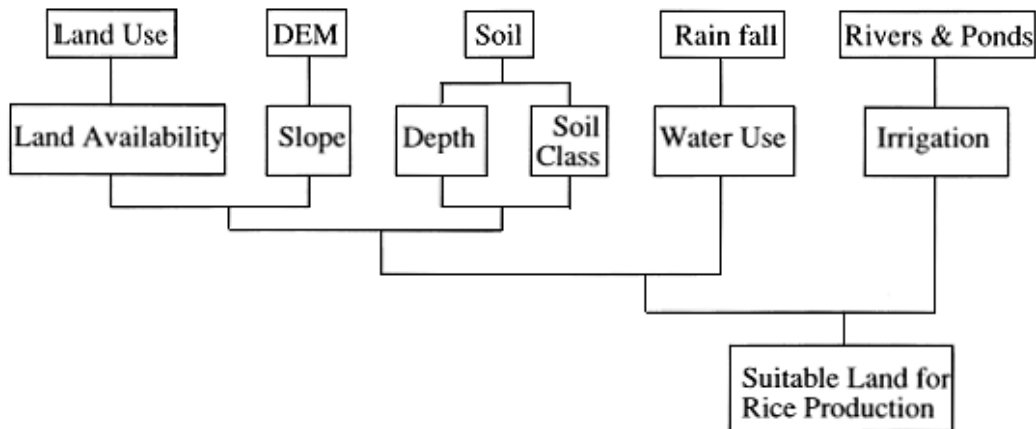 Land Use
DEM
Soil
Rain fall
Rivers & Ponds
Land Availability
Slope
Depth
Soil
Class
Water Use
Irrigation
Suitable Land for
Rice Production